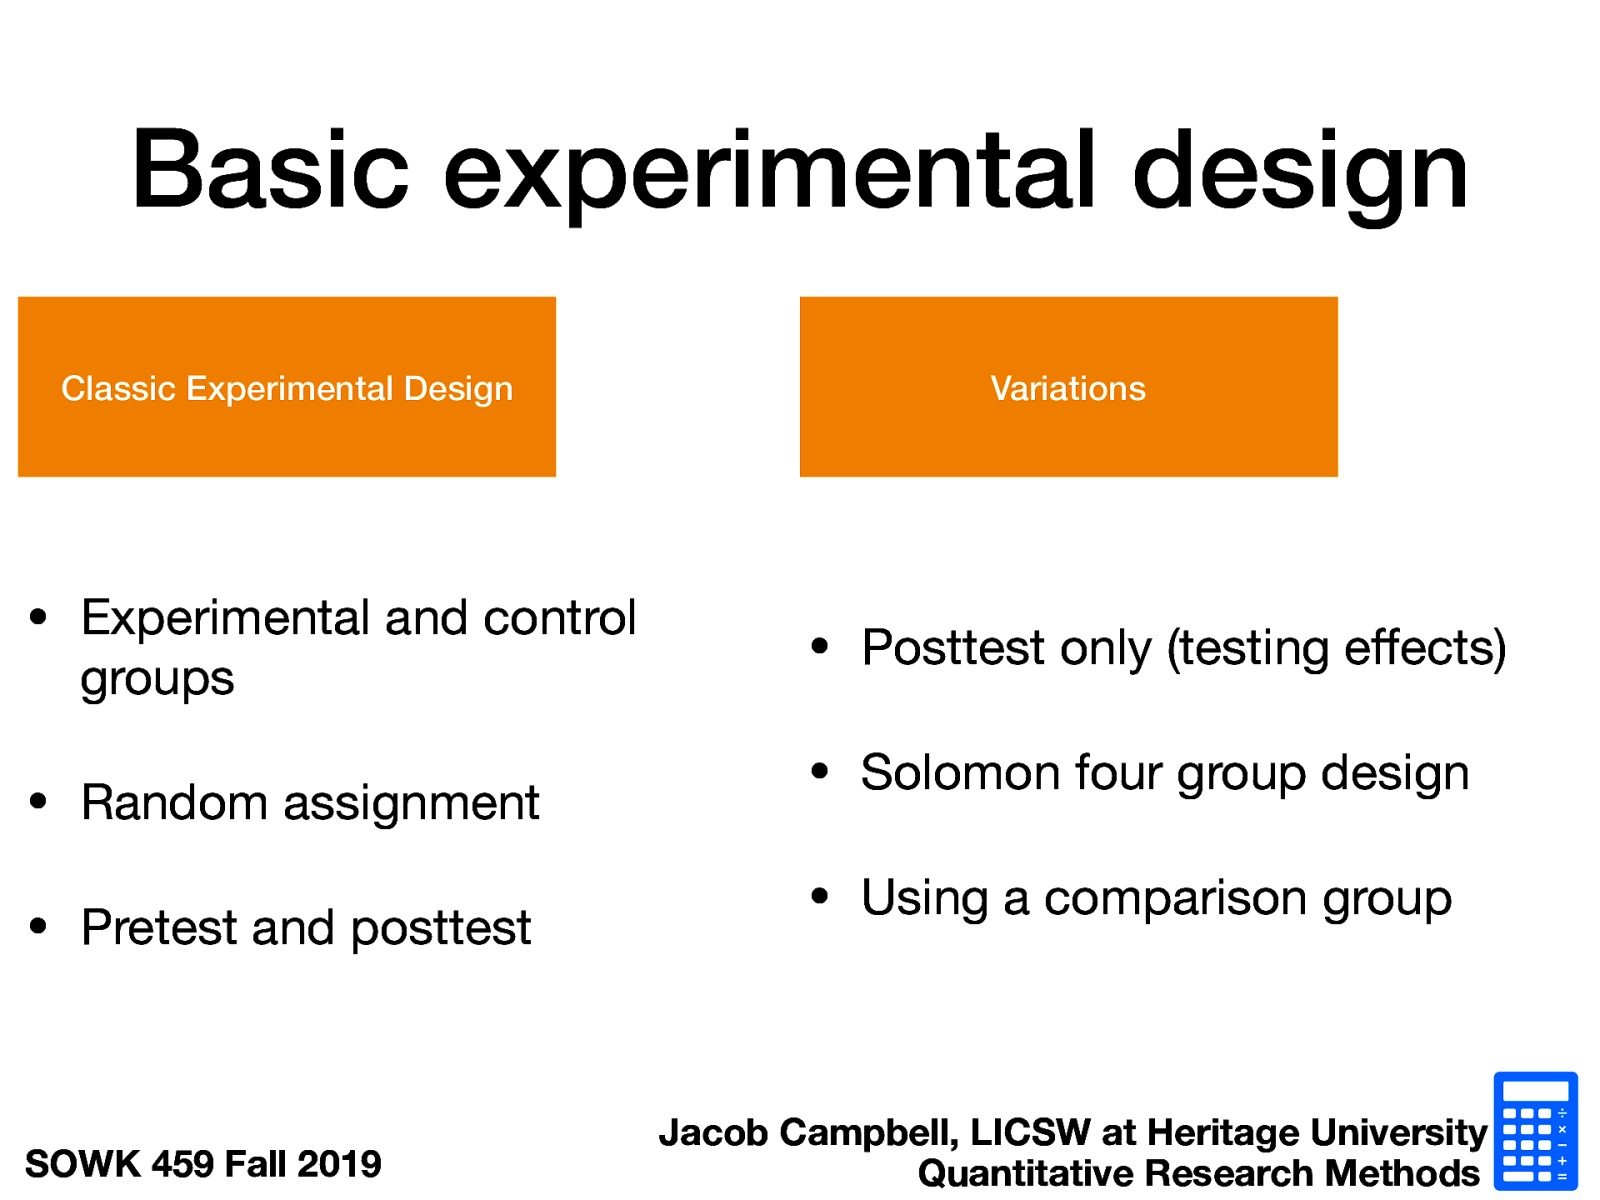 Basic experimental design
Classic Experimental Design
• Experimental and control
groups
• Random assignment
• Pretest and posttest
Variations
• Posttest only (testing effects)
• Solomon four group design
• Using a comparison group
SOWK 459 Fall 2019
Jacob Campbell, LICSW at Heritage University
Quantitative Research Methods
÷
×
−
+
=